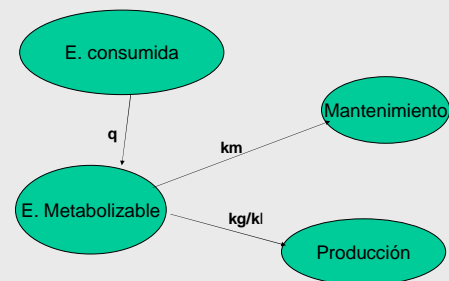 E. consumida
Mantenimiento
q
km
E. Metabolizable
kg/kl
Producción